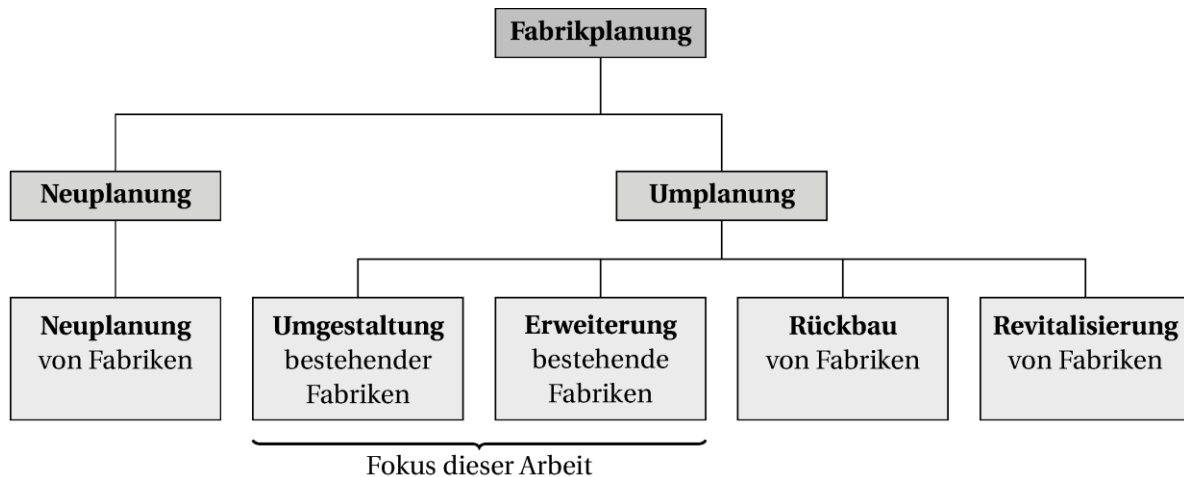 Fabrikplanung
Neuplanung
Umplanung
Neuplanung
von Fabriken
Umgestaltung
bestehender
Fabriken
Erweiterung
bestehende
Fabriken
Rückbau
von Fabriken
Revitalisierung
von Fabriken
Fokus dieser Arbeit